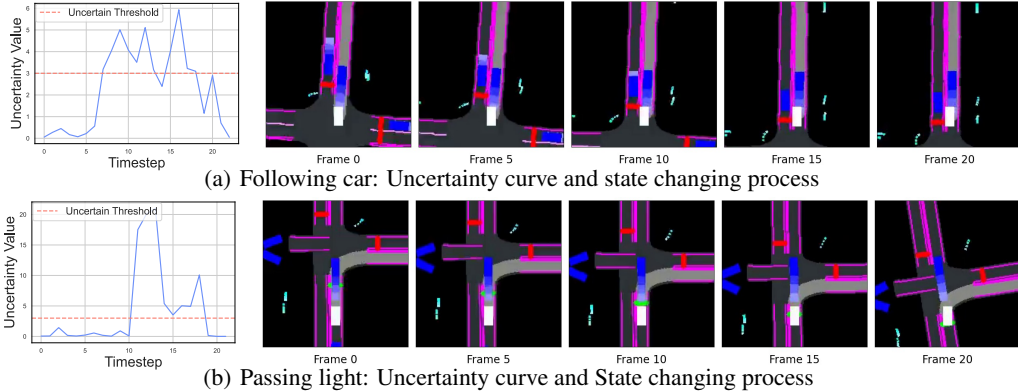 Uncertain Threshold
Uncertainty Value
6
5
4
3
2
1
0
0 5 10 15 20
Timestep
Frame 0 Frame 5 Frame 10 Frame 15 Frame 20
(a) Following car: Uncertainty curve and state changing process
Uncertain Threshold
Uncertainty Value
20
15
10
5
0
0 5 10 15 20
Timestep
Frame 0 Frame 5 Frame 10 Frame 15 Frame 20
(b) Passing light: Uncertainty curve and State changing process